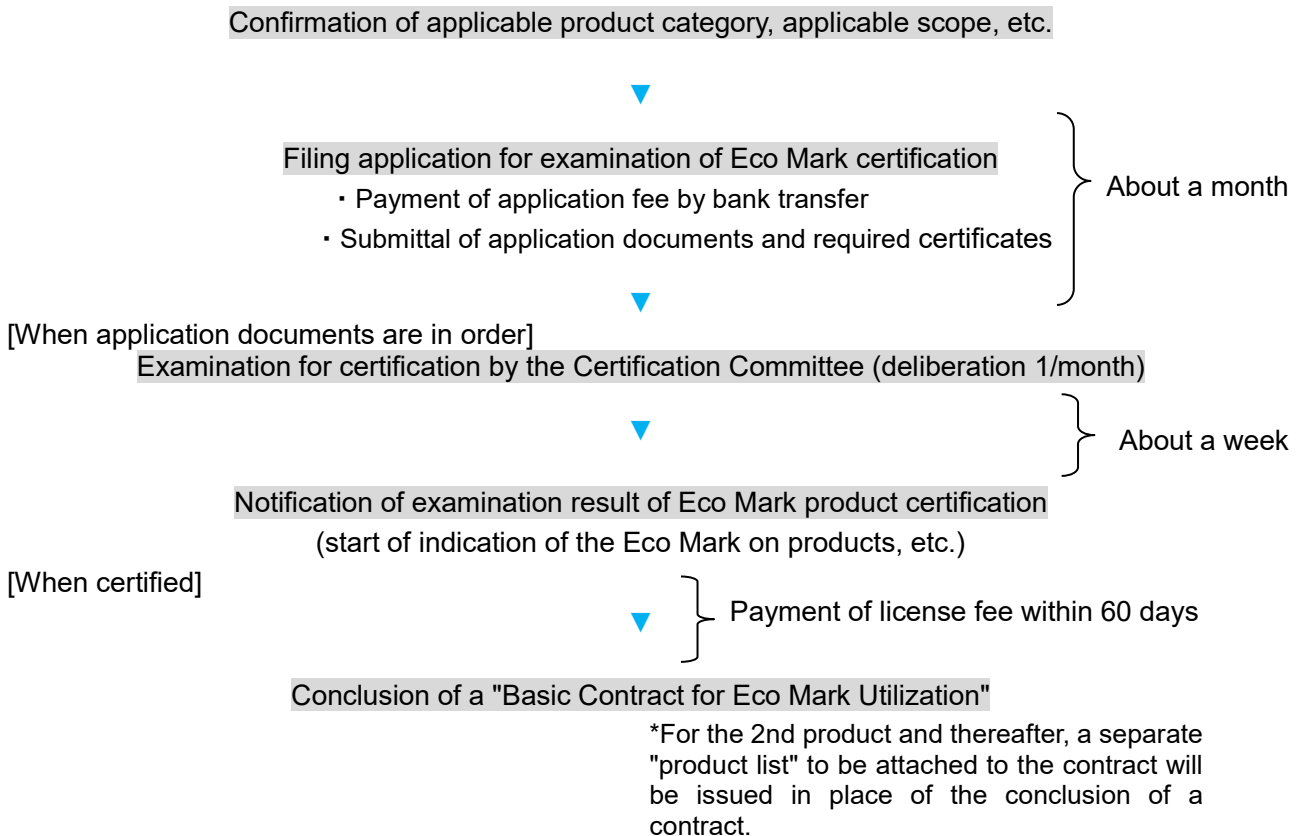 Confirmation of applicable product category, applicable scope, etc.
▼
Filing application for examination of Eco Mark certification
・Payment of application fee by bank transfer
・Submittal of application documents and required certificates
About a month
▼
[When application documents are in order]
Examination for certification by the Certification Committee (deliberation 1/month)
▼
About a week
Notification of examination result of Eco Mark product certification
(start of indication of the Eco Mark on products, etc.)
[When certified]
▼
Payment of license fee within 60 days
Conclusion of a "Basic Contract for Eco Mark Utilization"
*For the 2nd product and thereafter, a separate
"product list" to be attached to the contract will
be issued in place of the conclusion of a
contract.